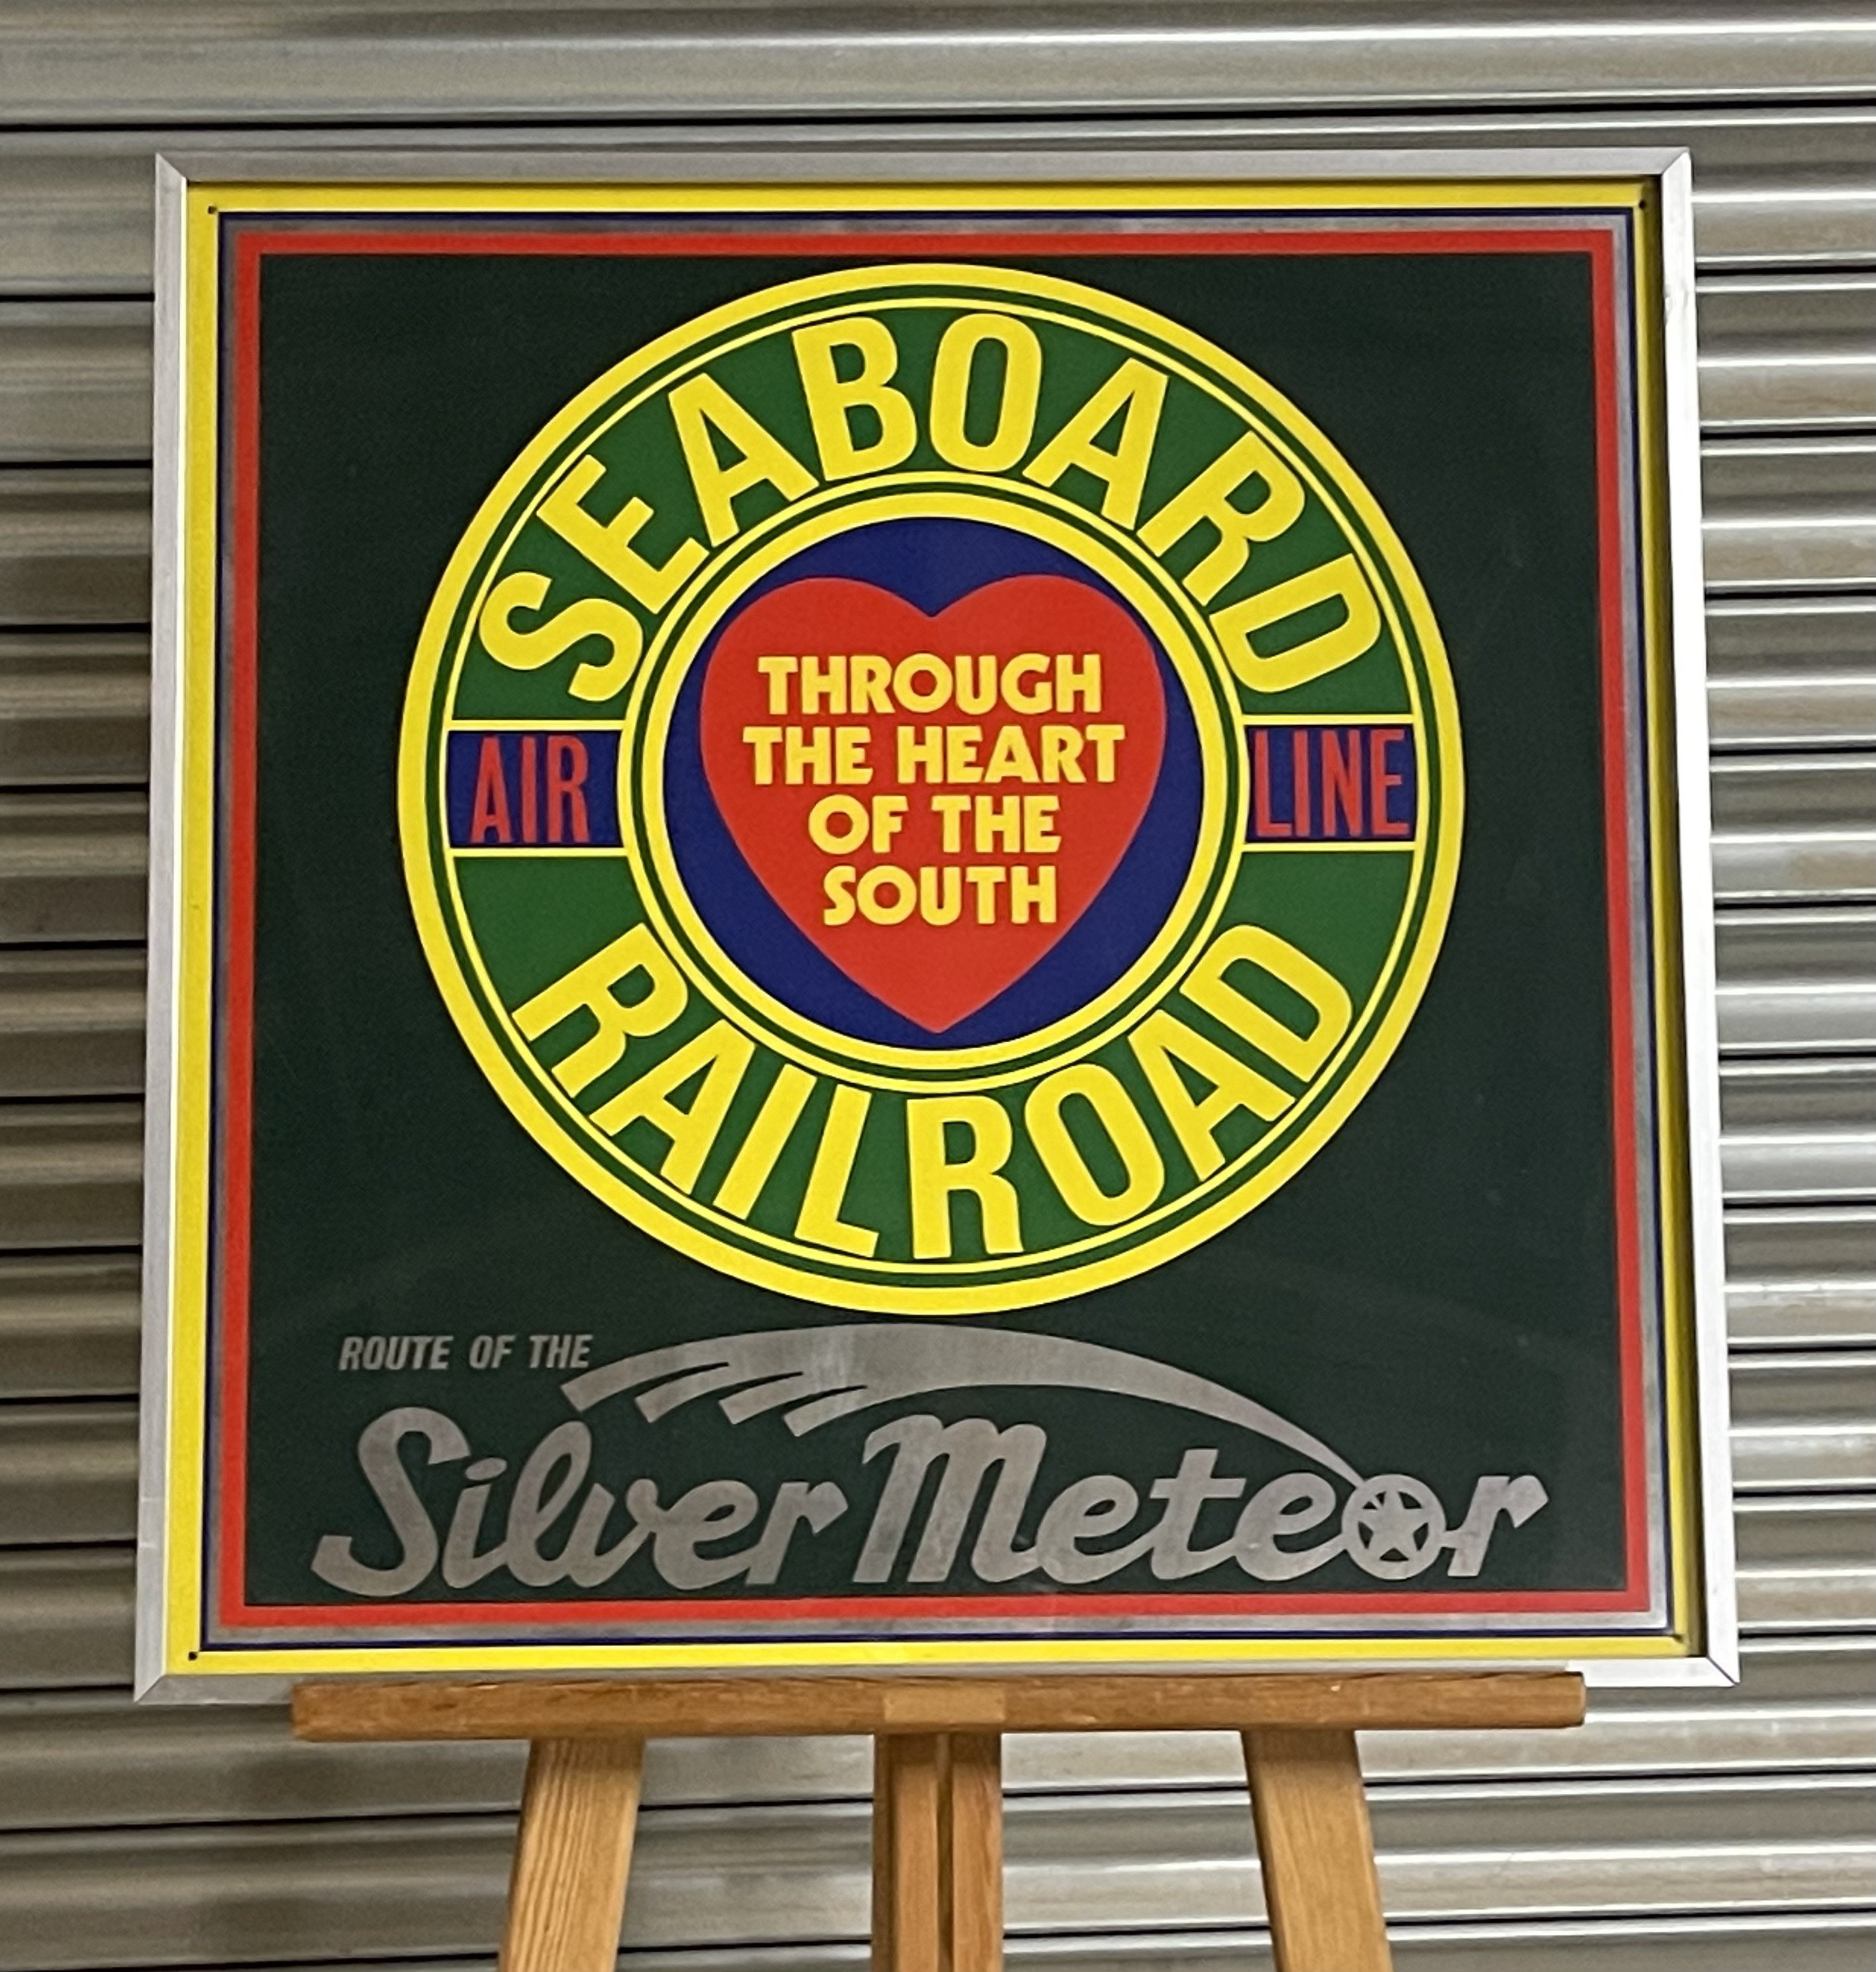 SEABOARD
AIR LINE
RAILROAD
THROUGH
THE HEART
OF THE
SOUTH
ROUTE OF THE
Silver Meteor